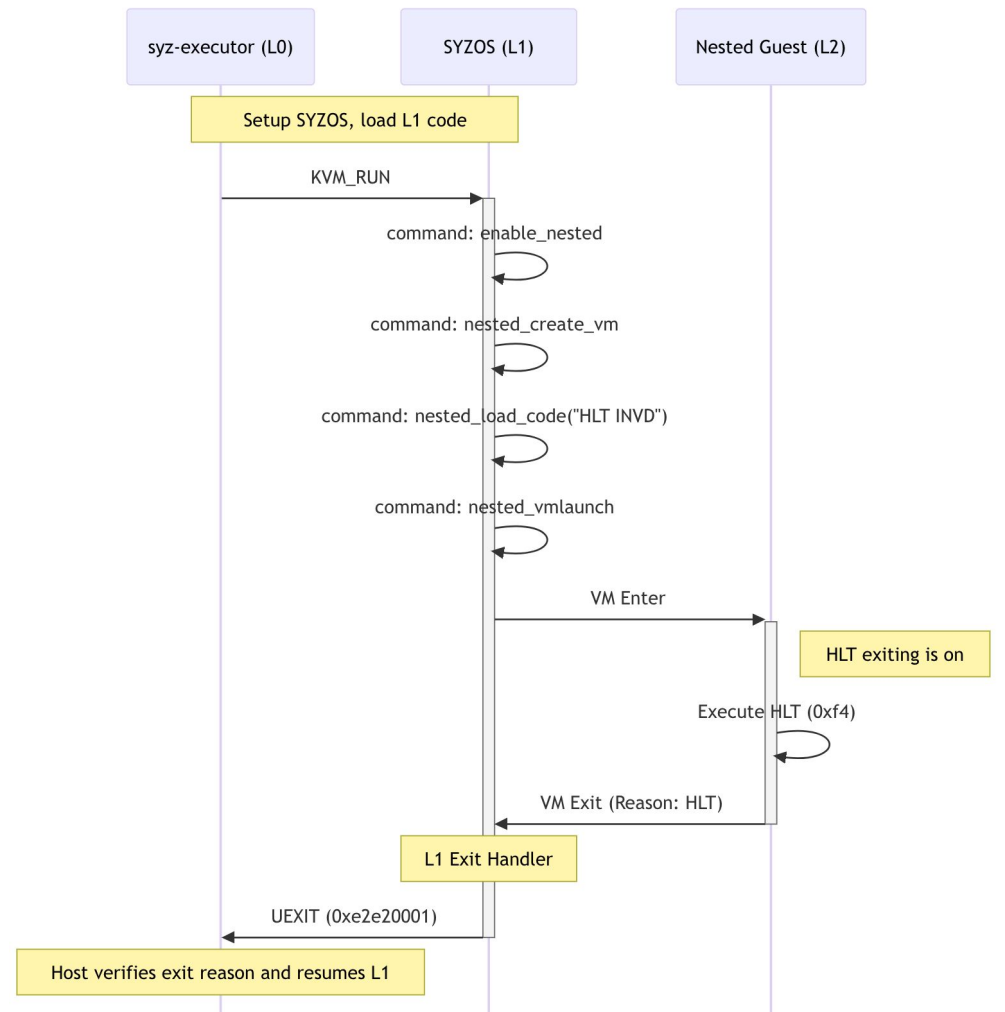 syz-executor (L0)
SYZOS (L1)
Nested Guest (L2)
Setup SYZOS, load L1 code
KVM_RUN
command: enable_nested
command: nested_create_vm
command: nested_load_code("HLT INVD")
command: nested_vmlaunch
VM Enter
HLT exiting is on
Execute HLT (0xf4)
VM Exit (Reason: HLT)
L1 Exit Handler
UEXIT (0xe2e20001)
Host verifies exit reason and resumes L1